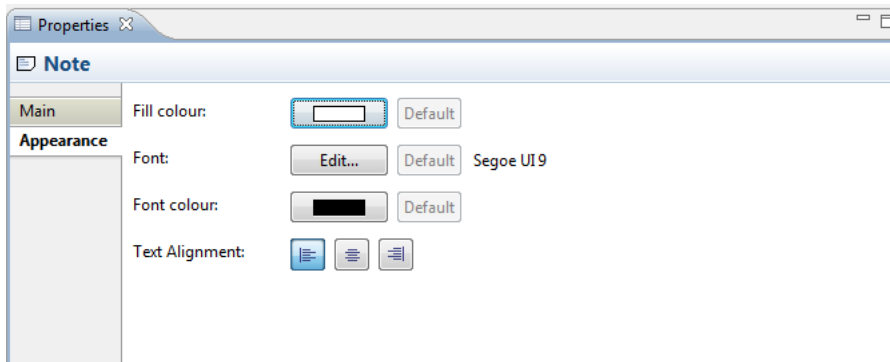 Properties
Note
Main
Appearance
Fill colour: Default
Font: Edit... Default Segoe UI 9
Font colour: Default
Text Alignment: